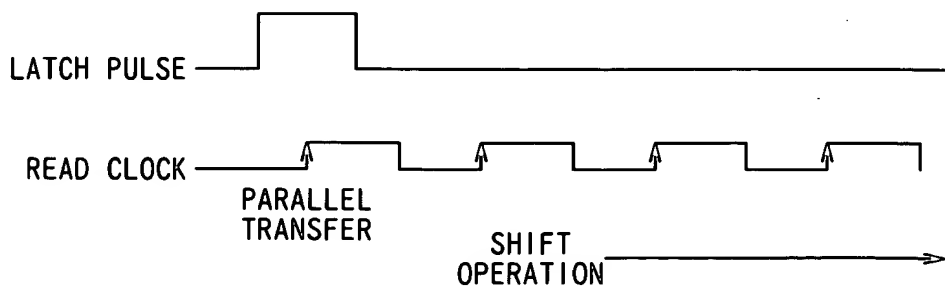 LATCH PULSE
READ CLOCK
PARALLEL
TRANSFER
SHIFT
OPERATION